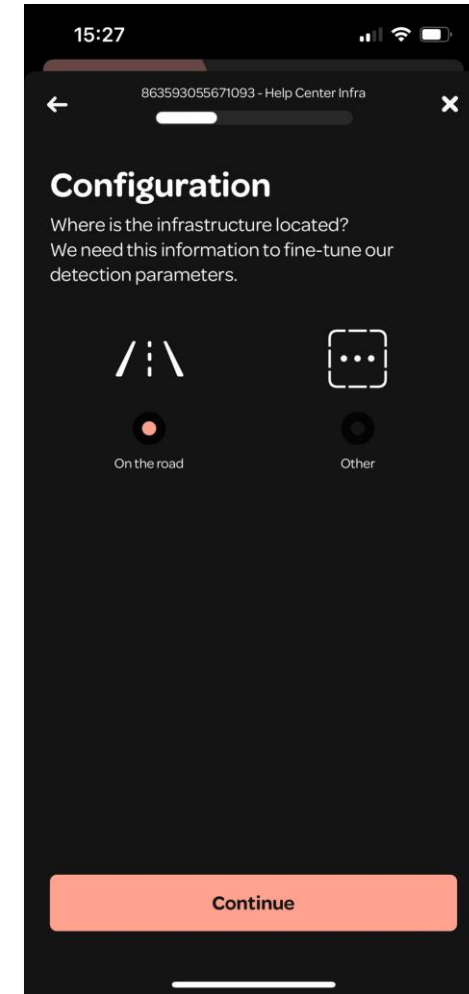 15:27
863593055671093 - Help Center Infra
Configuration
Where is the infrastructure located?
We need this information to fine-tune our
detection parameters.
On the road
Other
Continue